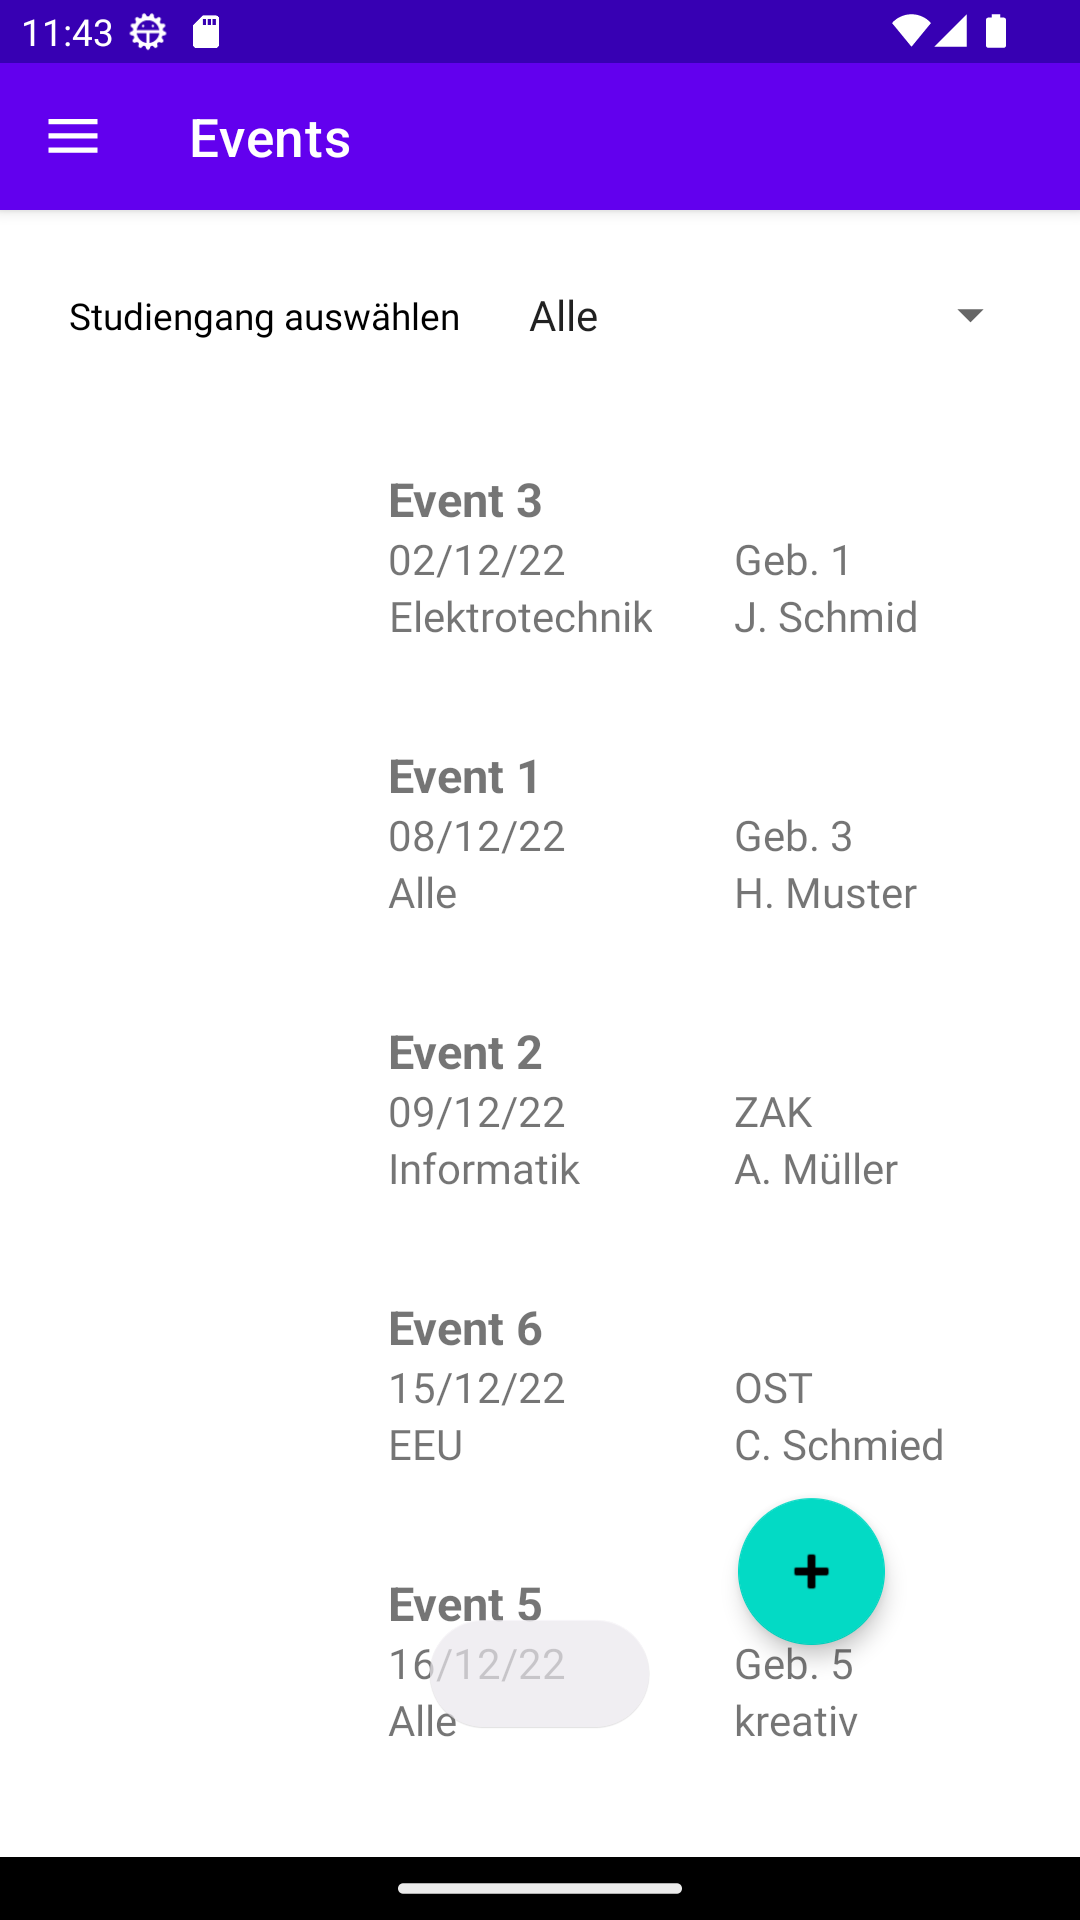 11:43
Events
Studiengang auswählen Alle
Event 3
02/12/22 Geb. 1
Elektrotechnik J. Schmid
Event 1
08/12/22 Geb. 3
Alle H. Muster
Event 2
09/12/22 ZAK
Informatik A. Müller
Event 6
15/12/22 OST
EEU C. Schmied
Event 5
16/12/22 Geb. 5
Alle kreativ